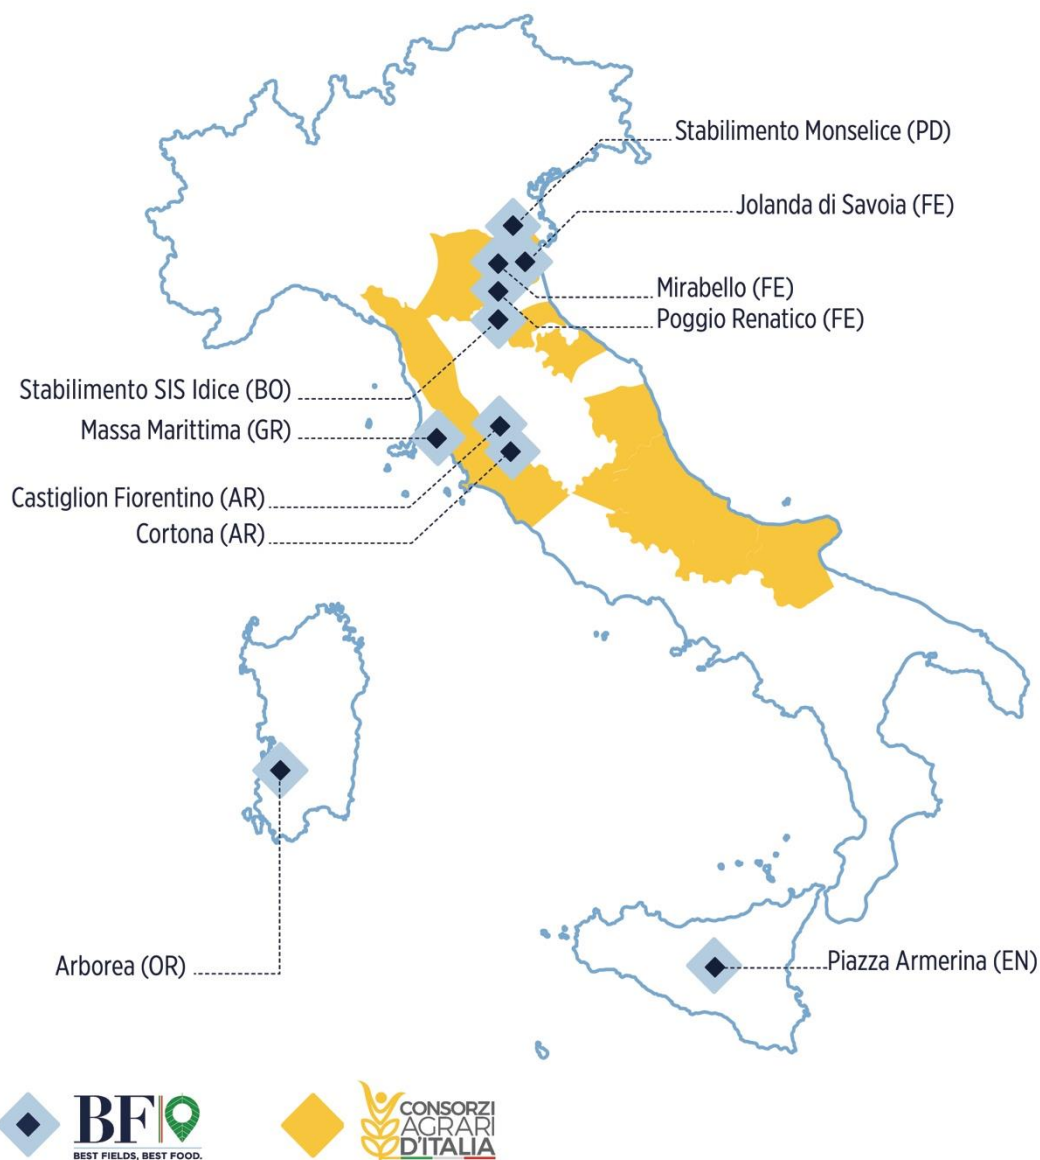 Stabilimento Monselice (PD)
Jolanda di Savoia (FE)
Mirabello (FE)
Poggio Renatico (FE)
Stabilimento SIS Idice (BO)
Massa Marittima (GR)
Castiglion Fiorentino (AR)
Cortona (AR)
Arborea (OR)
Piazza Armerina (EN)
BF
BEST FIELDS, BEST FOOD.
CONSORZI
AGRARI
D'ITALIA